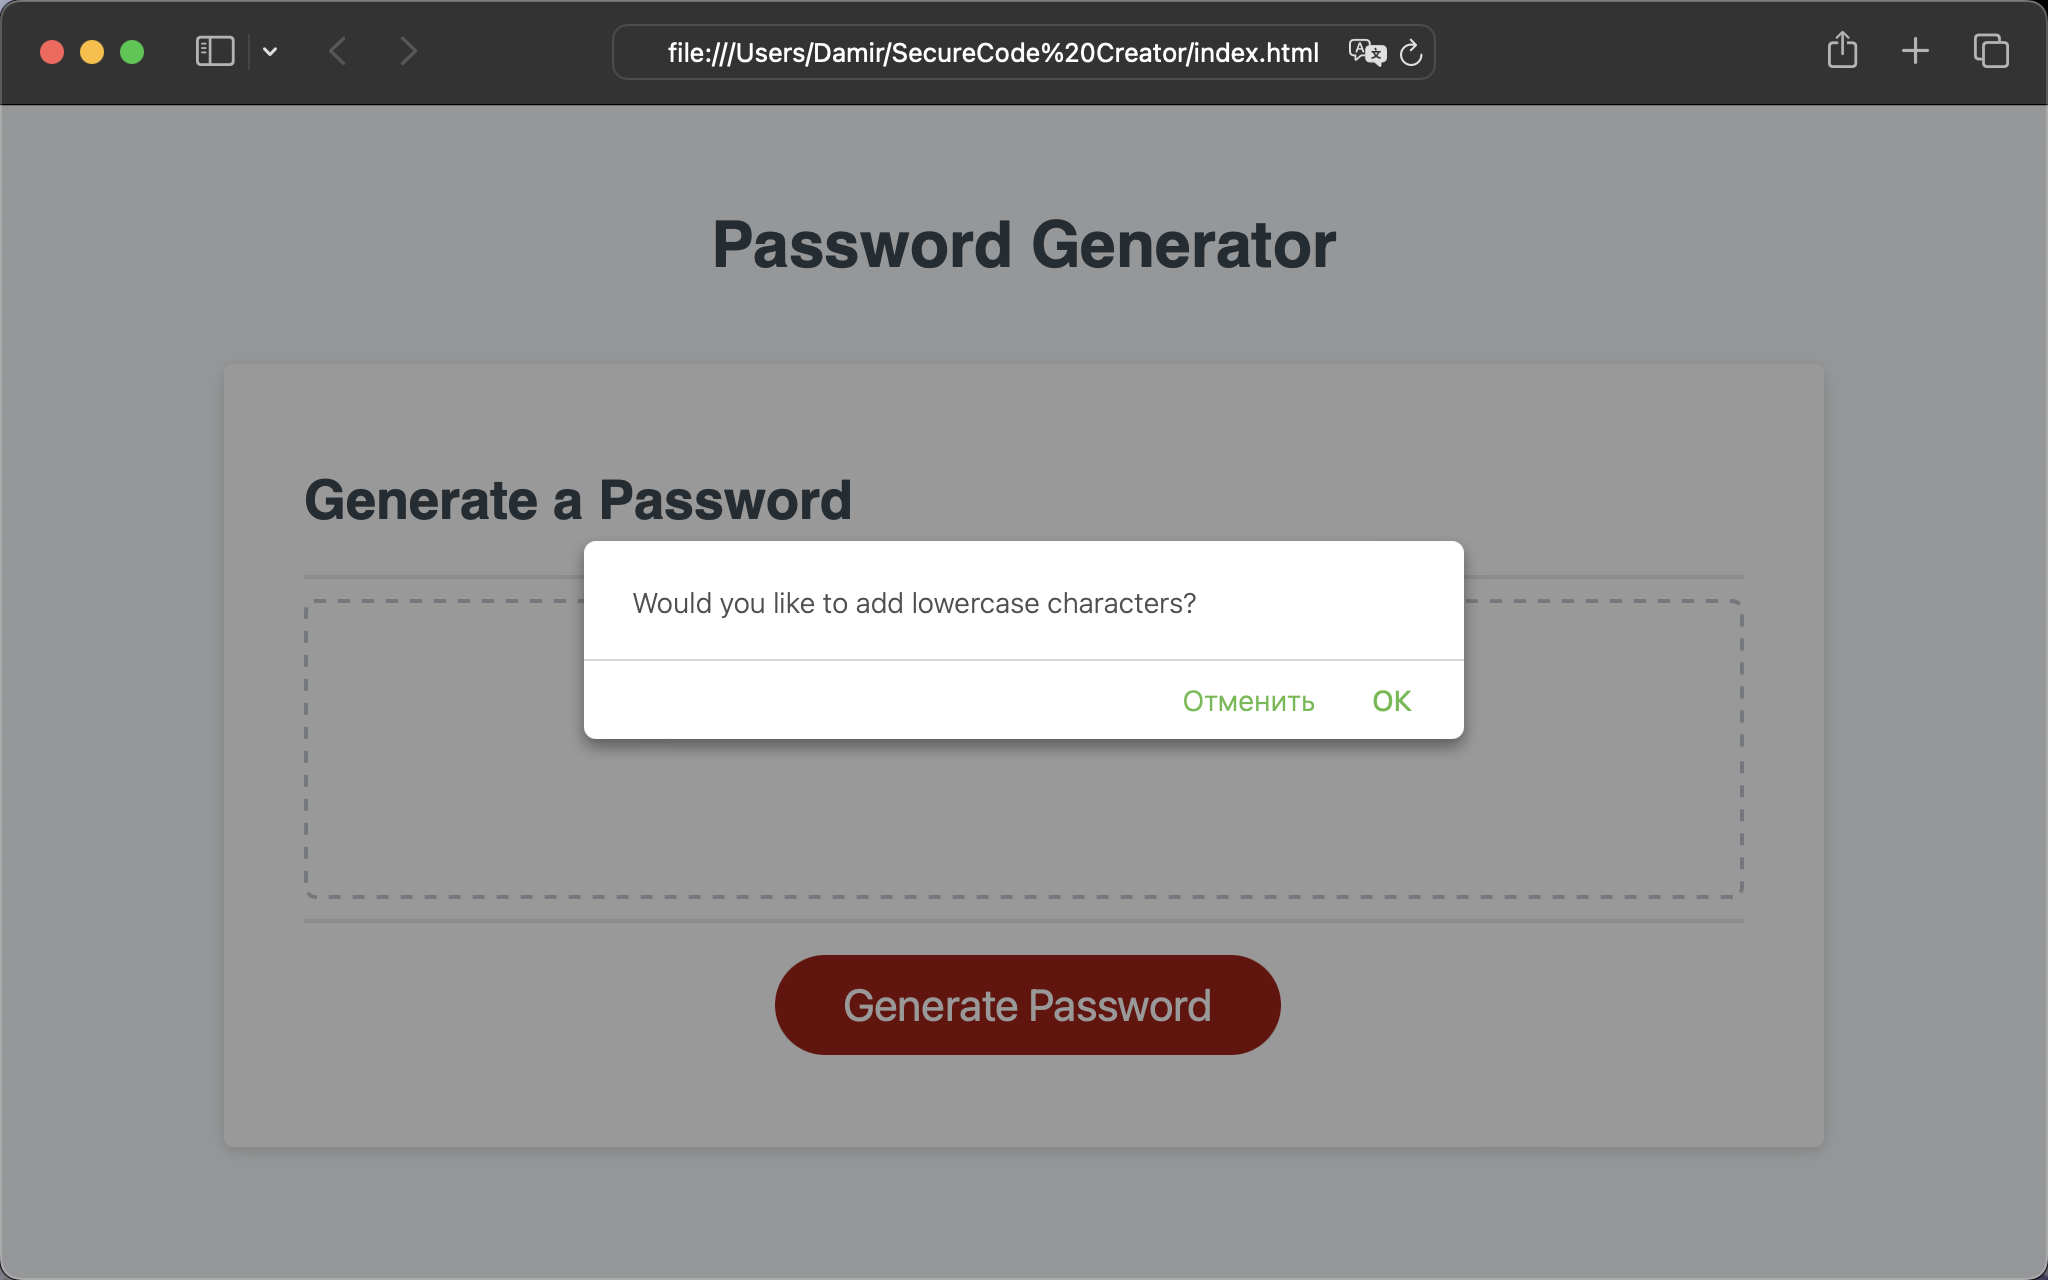 file:///Users/Damir/SecureCode%20Creator/index.html
Password Generator
Generate a Password
Would you like to add lowercase characters?
Отменить OK
Generate Password